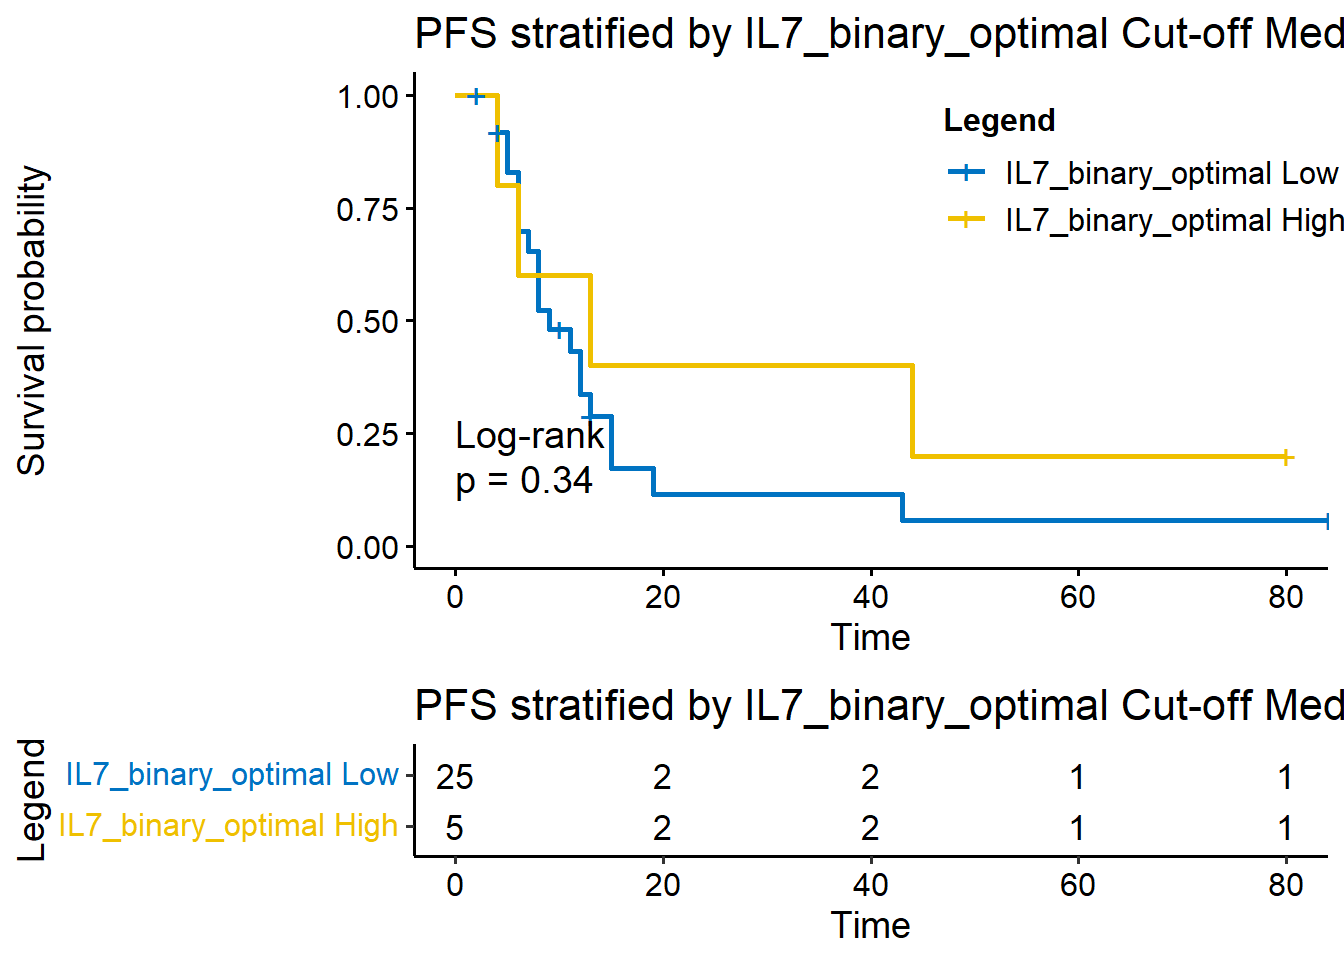 PFS stratified by IL7_binary_optimal Cut-off Med
Survival probability
1.00
0.75
0.50
0.25
0.00
Legend
IL7_binary_optimal Low
IL7_binary_optimal High
Log-rank
p = 0.34
0 20 40 60 80
Time
PFS stratified by IL7_binary_optimal Cut-off Med
Legend
IL7_binary_optimal Low 25 2 2 1 1
IL7_binary_optimal High 5 2 2 1 1
0 20 40 60 80
Time